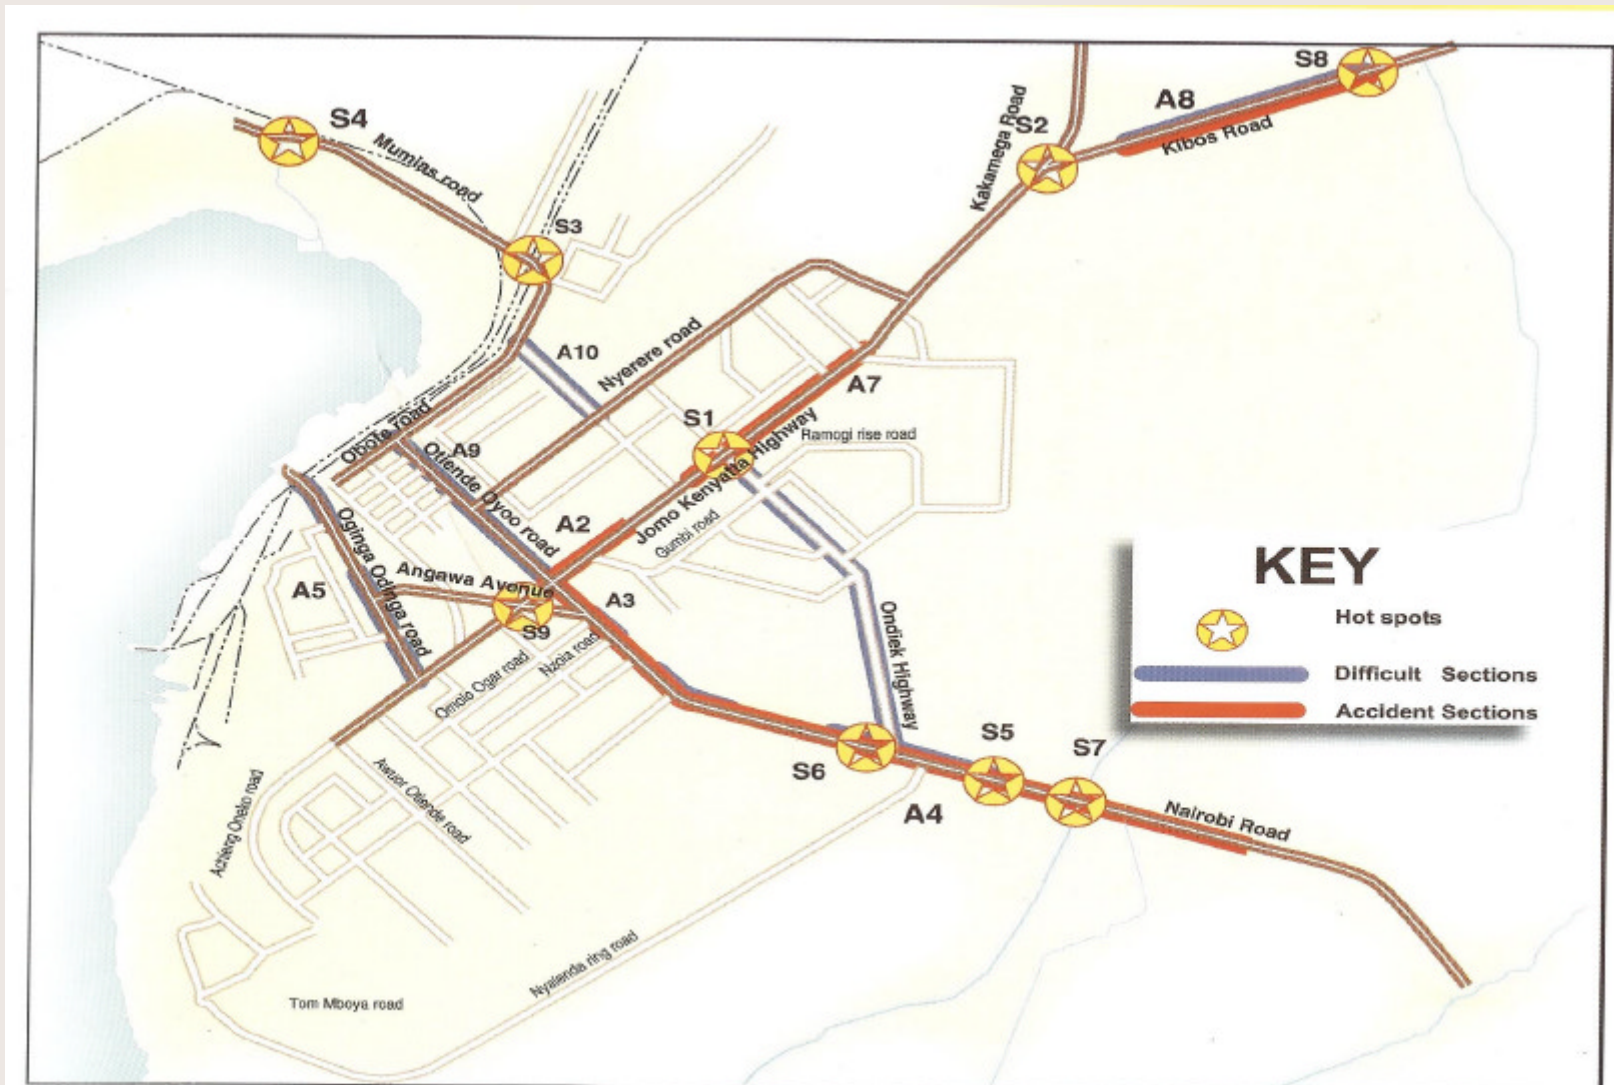 S8
A8
S4
Kakamega Road
S2
Kibos Road
Mumias road
S3
A10
Nyerere road
A7
S1
Obote road
Ramogi rise road
A9
Otiende Oyoo road
Jomo Kenyatta Highway
A2
Gumbi road
Oginga Odinga road
Angawa Avenue
A5
A3
S9
Ondiek Highway
Nzoia road
Omolo Ogar road
S5
S7
S6
A4
Nairobi Road
Awuor Otiende road
Achieng Oneko road
Nyalenda ring road
Tom Mboya road
KEY
Hot spots
Difficult Sections
Accident Sections